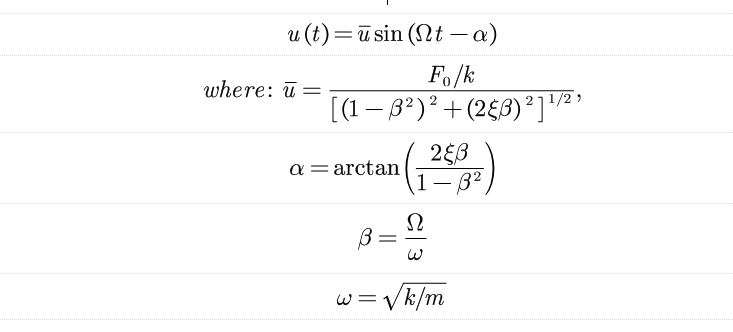 u(t) = u̅ sin (Ωt − α)
where: u̅ = F₀/k / [(1 − β²)² + (2ξβ)²]^1/2,
α = arctan(2ξβ / 1 − β²)
β = Ω / ω
ω = √k/m